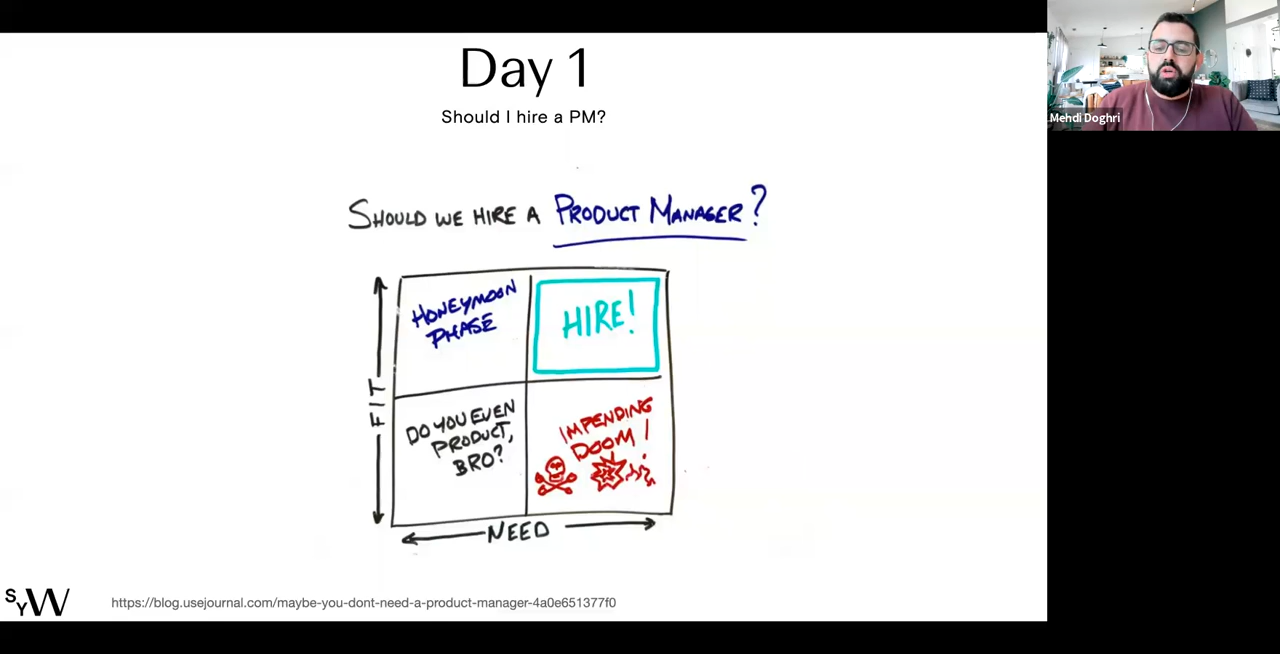 Day 1
Should I hire a PM?
Mehdi Doghri
SHOULD WE HIRE A PRODUCT MANAGER?
HONEYMOON
PHASE
HIRE!
FIT
DO YOU EVEN
PRODUCT,
BRO?
IMPENDING
DOOM!
NEED
SYW
https://blog.usejournal.com/maybe-you-dont-need-a-product-manager-4a0e651377f0